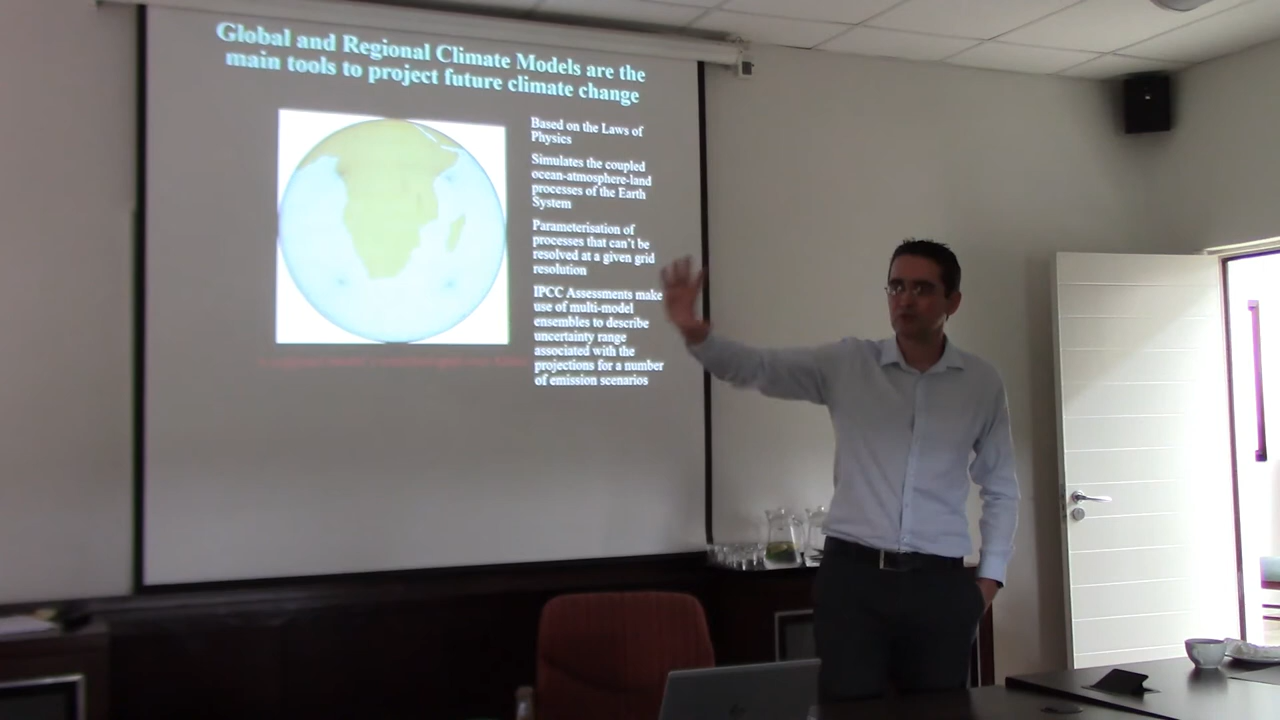 Global and Regional Climate Models are the
main tools to project future climate change
Based on the Laws of
Physics
Simulates the coupled
ocean-atmosphere-land
processes of the Earth
System
Parameterisation of
processes that can't be
resolved at a given grid
resolution
IPCC Assessments make
use of multi-model
ensembles to describe
uncertainty range
associated with the
projections for a number
of emission scenarios